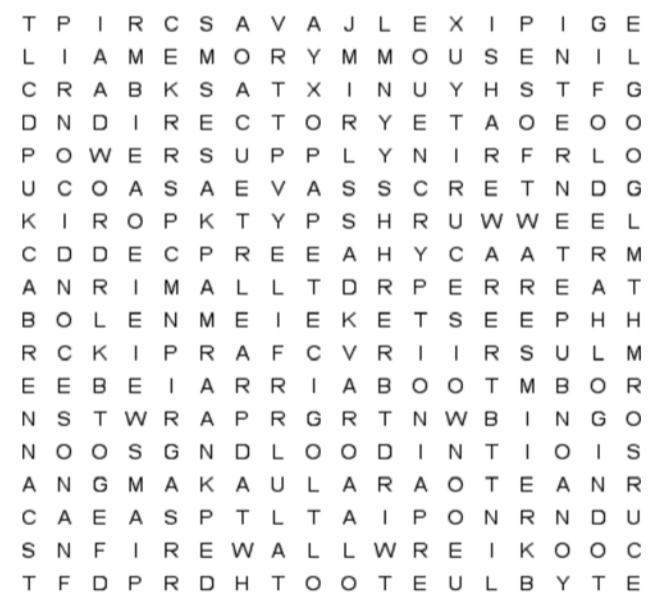 T P I R C S A V A J L E X I P I G E
L I A M E M O R Y M M O U S E N I L
C R A B K S A T X I N U Y H S T F G
D N D I R E C T O R Y E T A O E O O
P O W E R S U P P L Y N I R F R L O
U C O A S A E V A S S C R E T N D G
K I R O P K T Y P S H R U W W E E L
C D D E C P R E E A H Y C A A T R M
A N R I M A L L T D R P E R R E A T
B O L E N M E I E K E T S E E P H H
R C K I P R A F C V R I I R S U L M
E E B E I A R R I A B O O T M B O R
N S T W R A P R G R T N W B I N G O
N O O S G N D L O O D I N T I O I S
A N G M A K A U L A R A O T E A N R
C A E A S P T L T A I P O N R N D U
S N F I R E W A L L W R E I K O O C
T F D P R D H T O O T E U L B Y T E